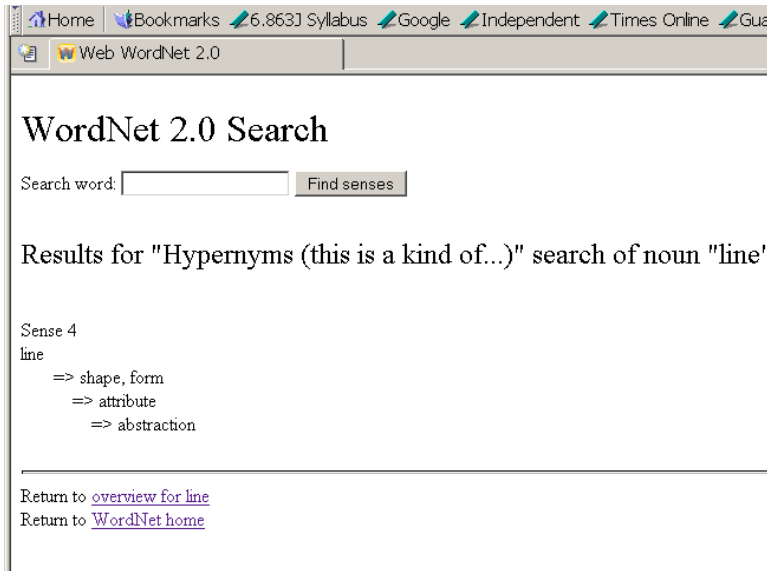 Home Bookmarks 6.863J Syllabus Google Independent Times Online
Web WordNet 2.0
WordNet 2.0 Search
Search word: Find senses
Results for "Hypernyms (this is a kind of...)" search of noun "line"
Sense 4
line
=> shape, form
=> attribute
=> abstraction
Return to overview for line
Return to WordNet home